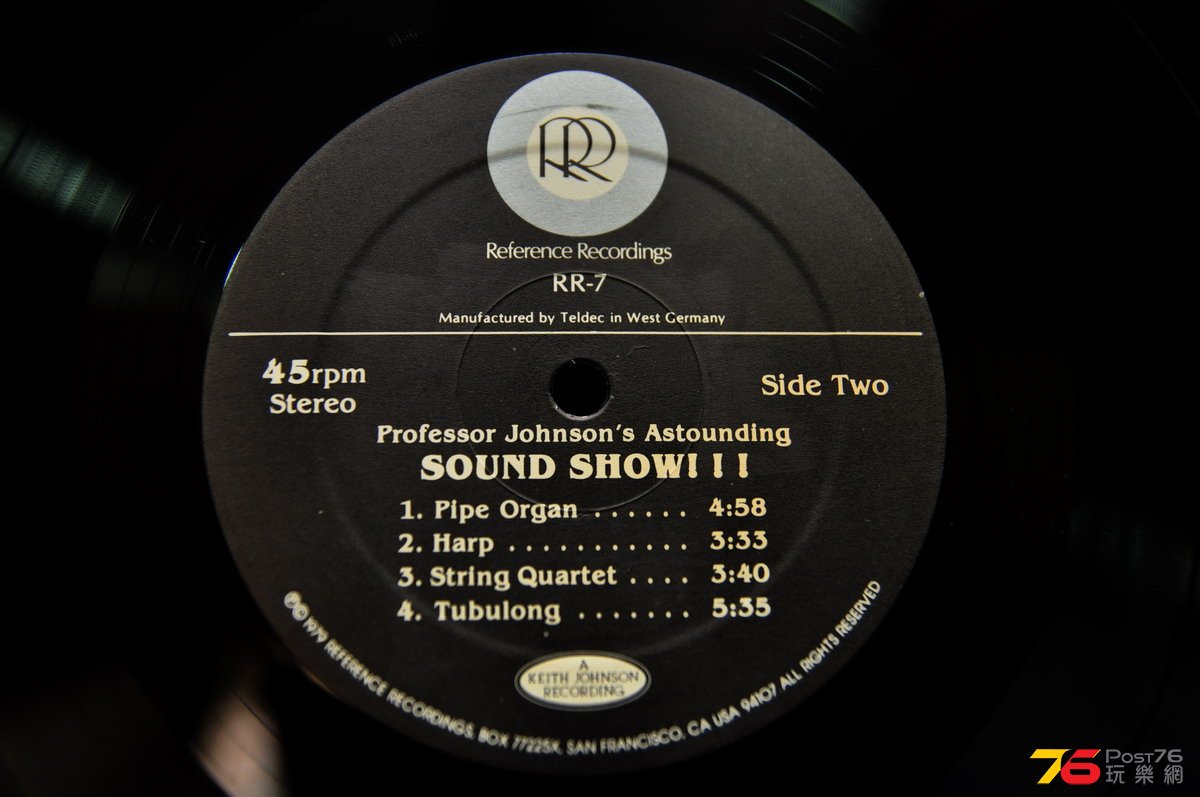 RR
Reference Recordings
RR-7
Manufactured by Teldec in West Germany
45rpm
Stereo
Side Two
Professor Johnson's Astounding
SOUND SHOW! ! !
1. Pipe Organ . . . . . . 4:58
2. Harp . . . . . . . . . . . 3:33
3. String Quartet . . . . 3:40
4. Tubulong . . . . . . . 5:35
A
KEITH JOHNSON
RECORDING
℗©1979 REFERENCE RECORDINGS, BOX 77225X, SAN FRANCISCO, CA USA 94107 ALL RIGHTS RESERVED
76 POST76
玩樂網